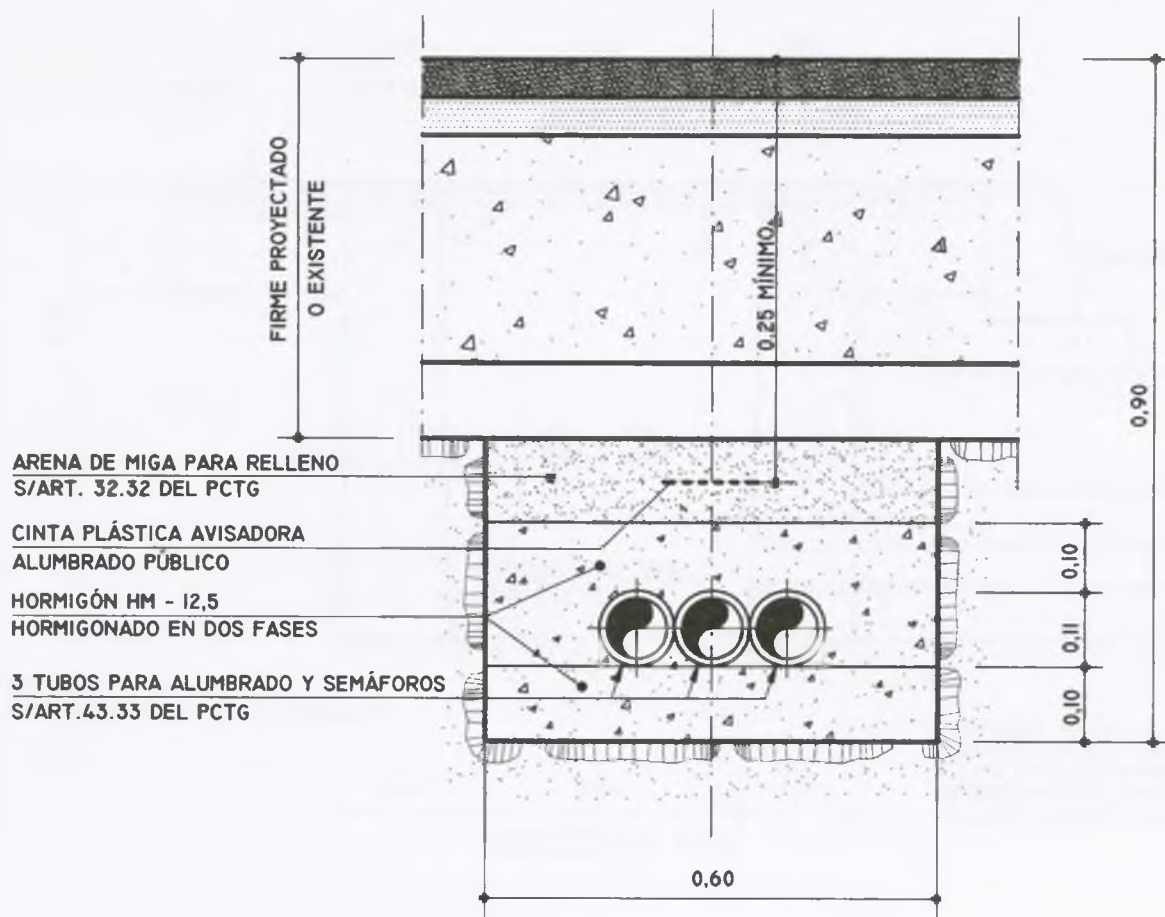 FIRME PROYECTADO
O EXISTENTE
0,25 MÍNIMO
0,90
ARENA DE MIGA PARA RELLENO
S/ART. 32.32 DEL PCTG
CINTA PLÁSTICA AVISADORA
ALUMBRADO PÚBLICO
HORMIGÓN HM - 12,5
HORMIGONADO EN DOS FASES
3 TUBOS PARA ALUMBRADO Y SEMÁFOROS
S/ART.43.33 DEL PCTG
0,10
0,11
0,10
0,60